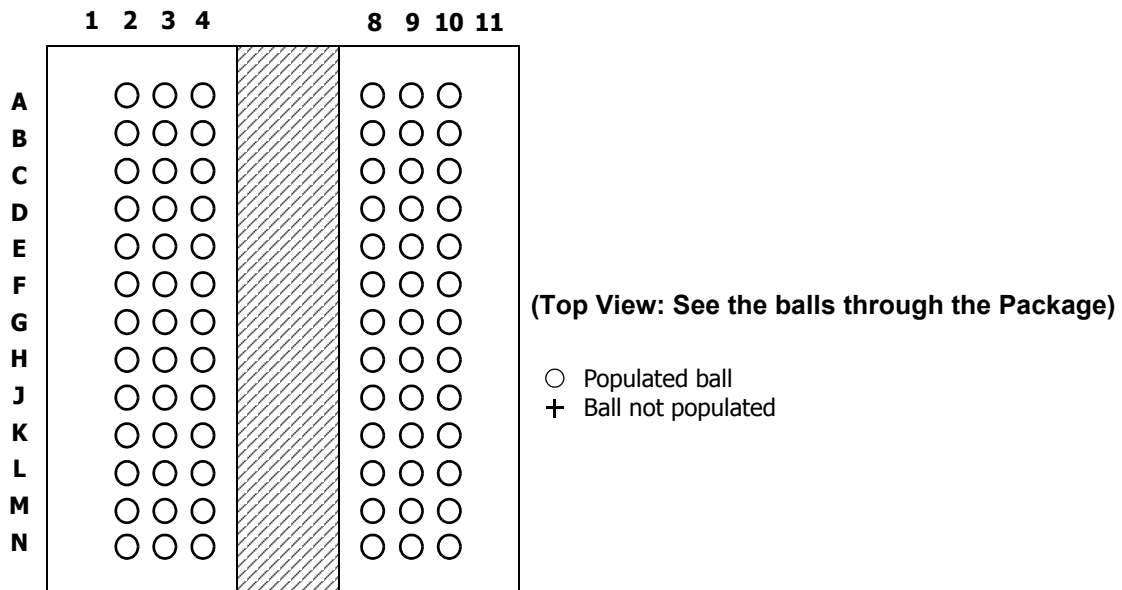 1 2 3 4 8 9 10 11
A
B
C
D
E
F
G
H
J
K
L
M
N
(Top View: See the balls through the Package)
Populated ball
Ball not populated